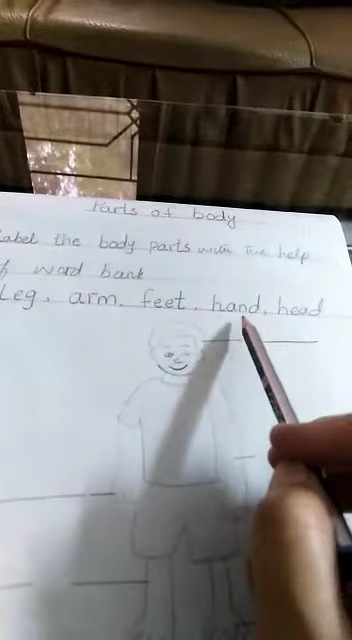 Parts of body
Label the body parts with the help
of word bank
Leg, arm, feet, hand, head